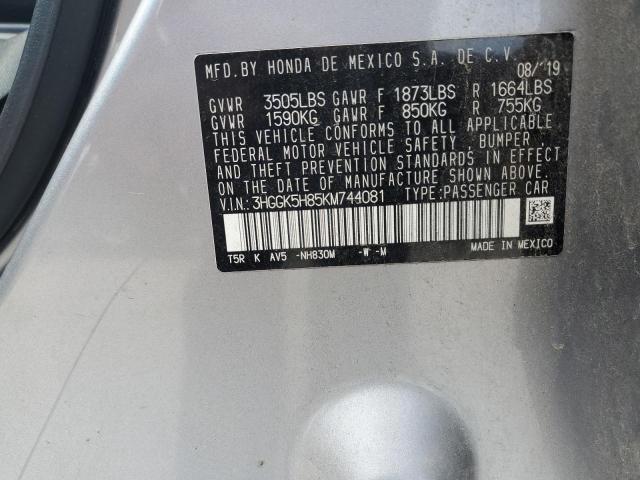 MFD.BY HONDA DE MEXICO S.A. DE C.V.
08/'19
GVWR 3505LBS GAWR F 1873LBS R 1664LBS
GVWR 1590KG GAWR F 850KG R 755KG
THIS VEHICLE CONFORMS TO ALL APPLICABLE
FEDERAL MOTOR VEHICLE SAFETY, BUMPER,
AND THEFT PREVENTION STANDARDS IN EFFECT
ON THE DATE OF MANUFACTURE SHOWN ABOVE.
V.I.N.: 3HGGK5H85KM744081 TYPE:PASSENGER CAR
T5R K AV5 -NH830M -W -M
MADE IN MEXICO